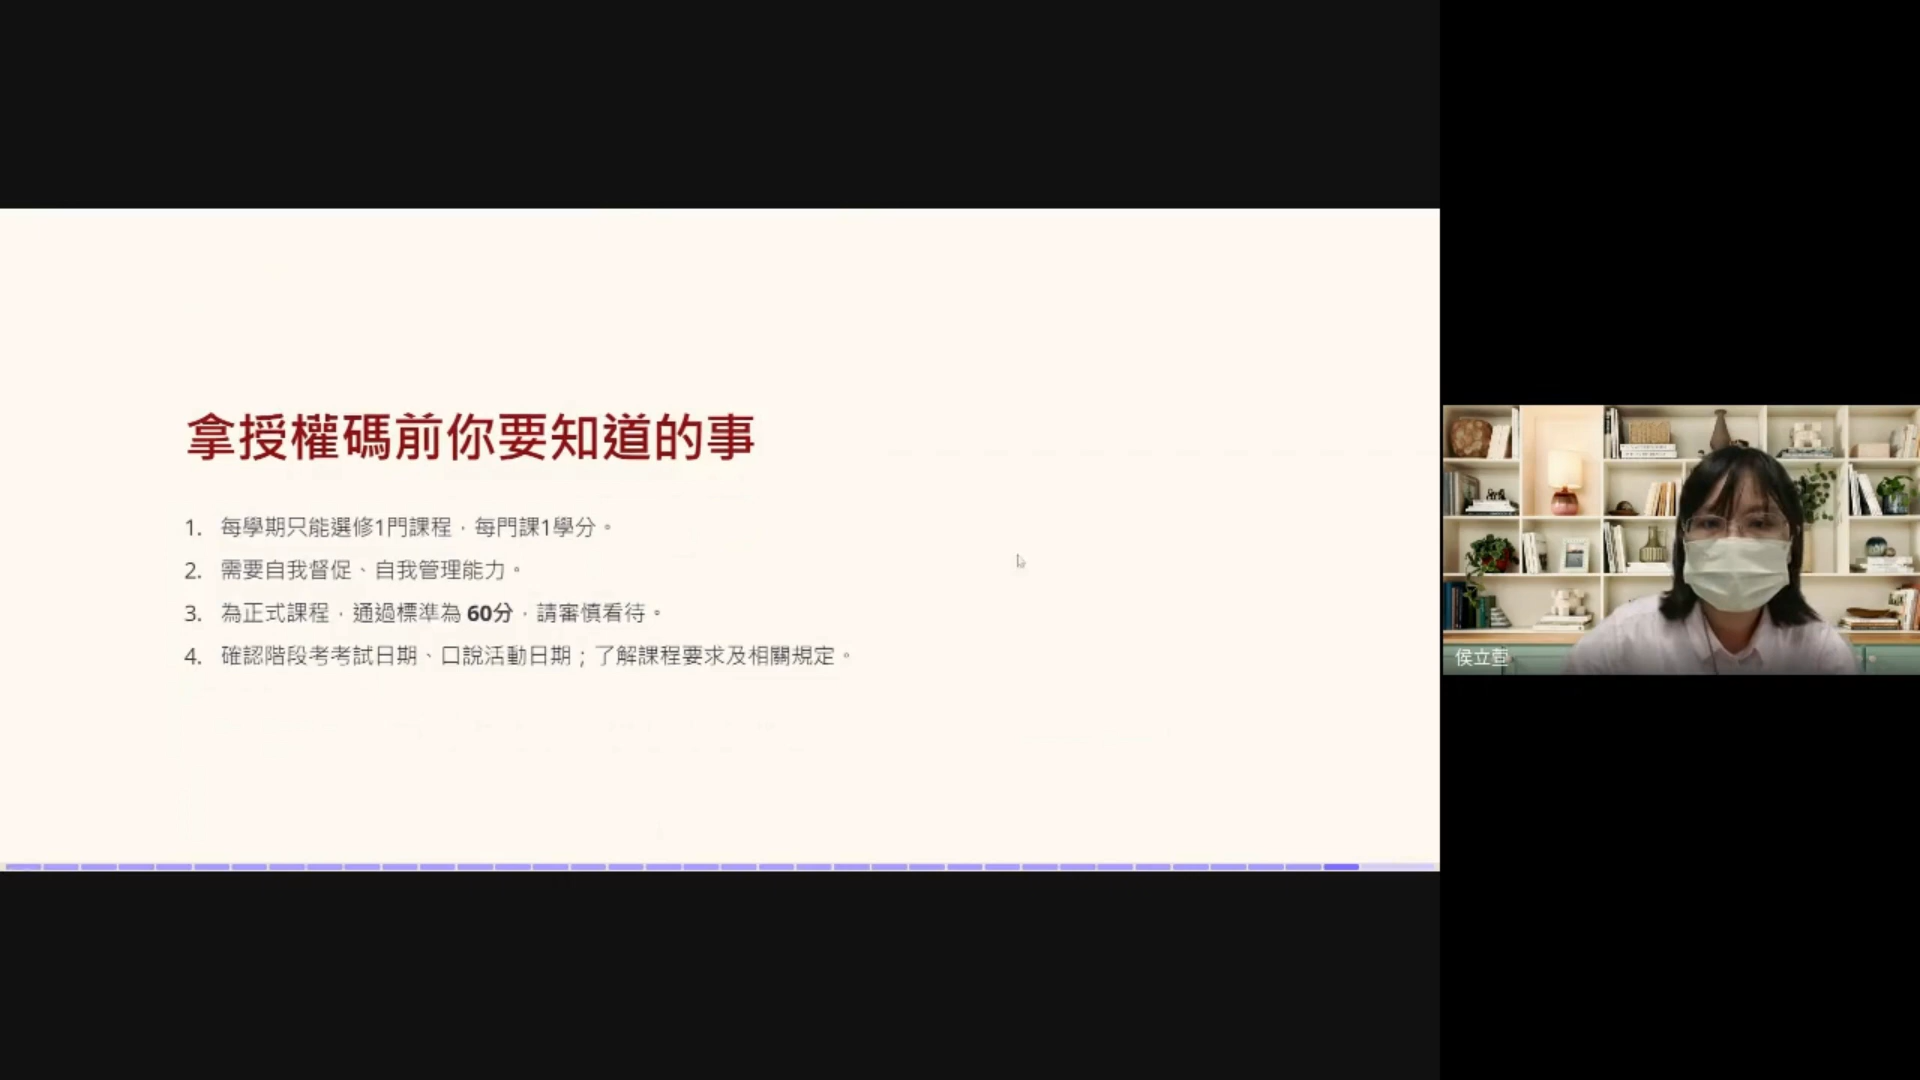 拿授權碼前你要知道的事
1. 每學期只能選修1門課程，每門課1學分。
2. 需要自我督促、自我管理能力。
3. 為正式課程，通過標準為 60分，請審慎看待。
4. 確認階段考考試日期、口說活動日期；了解課程要求及相關規定。
侯立萱